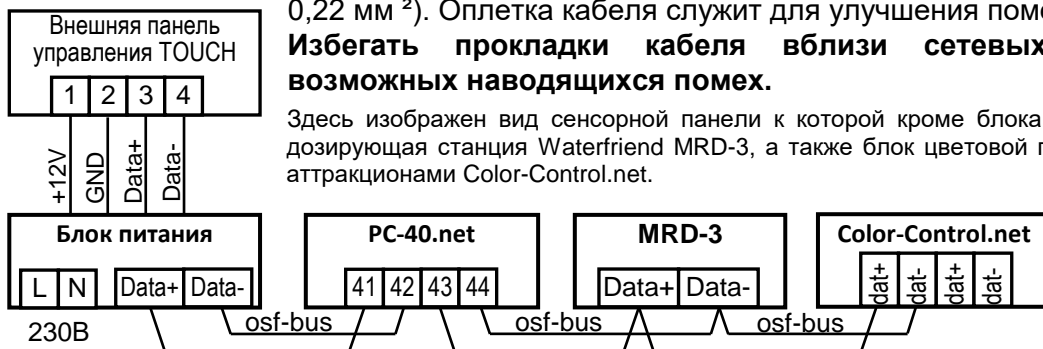 0,22 мм ²). Оплетка кабеля служит для улучшения
Избегать прокладки кабеля вблизи сетевых
возможных наводящихся помех.
Здесь изображен вид сенсорной панели к которой кроме блока
дозирующая станция Waterfriend MRD-3, а также блок цветовой
аттракционами Color-Control.net.
Внешняя панель
управления TOUCH
1 2 3 4
+12V GND Data+ Data-
Блок питания
L N Data+ Data-
230В
PC-40.net
41 42 43 44
MRD-3
Data+ Data-
Color-Control.net
dat+ dat- dat+ dat-
osf-bus osf-bus osf-bus